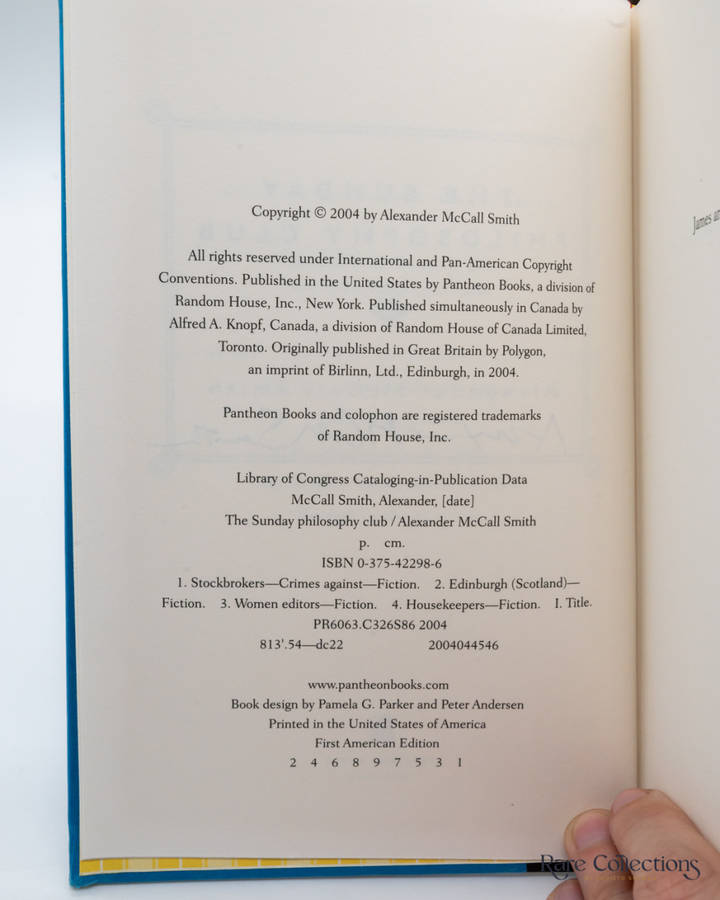 Copyright © 2004 by Alexander McCall Smith
All rights reserved under International and Pan-American Copyright
Conventions. Published in the United States by Pantheon Books, a division of
Random House, Inc., New York. Published simultaneously in Canada by
Alfred A. Knopf, Canada, a division of Random House of Canada Limited,
Toronto. Originally published in Great Britain by Polygon,
an imprint of Birlinn, Ltd., Edinburgh, in 2004.
Pantheon Books and colophon are registered trademarks
of Random House, Inc.
Library of Congress Cataloging-in-Publication Data
McCall Smith, Alexander, [date]
The Sunday philosophy club / Alexander McCall Smith
p. cm.
ISBN 0-375-42298-6
1. Stockbrokers—Crimes against—Fiction. 2. Edinburgh (Scotland)—
Fiction. 3. Women editors—Fiction. 4. Housekeepers—Fiction. I. Title.
PR6063.C326S86 2004
813'.54—dc22 2004044546
www.pantheonbooks.com
Book design by Pamela G. Parker and Peter Andersen
Printed in the United States of America
First American Edition
2 4 6 8 9 7 5 3 1
James
Rare Collections